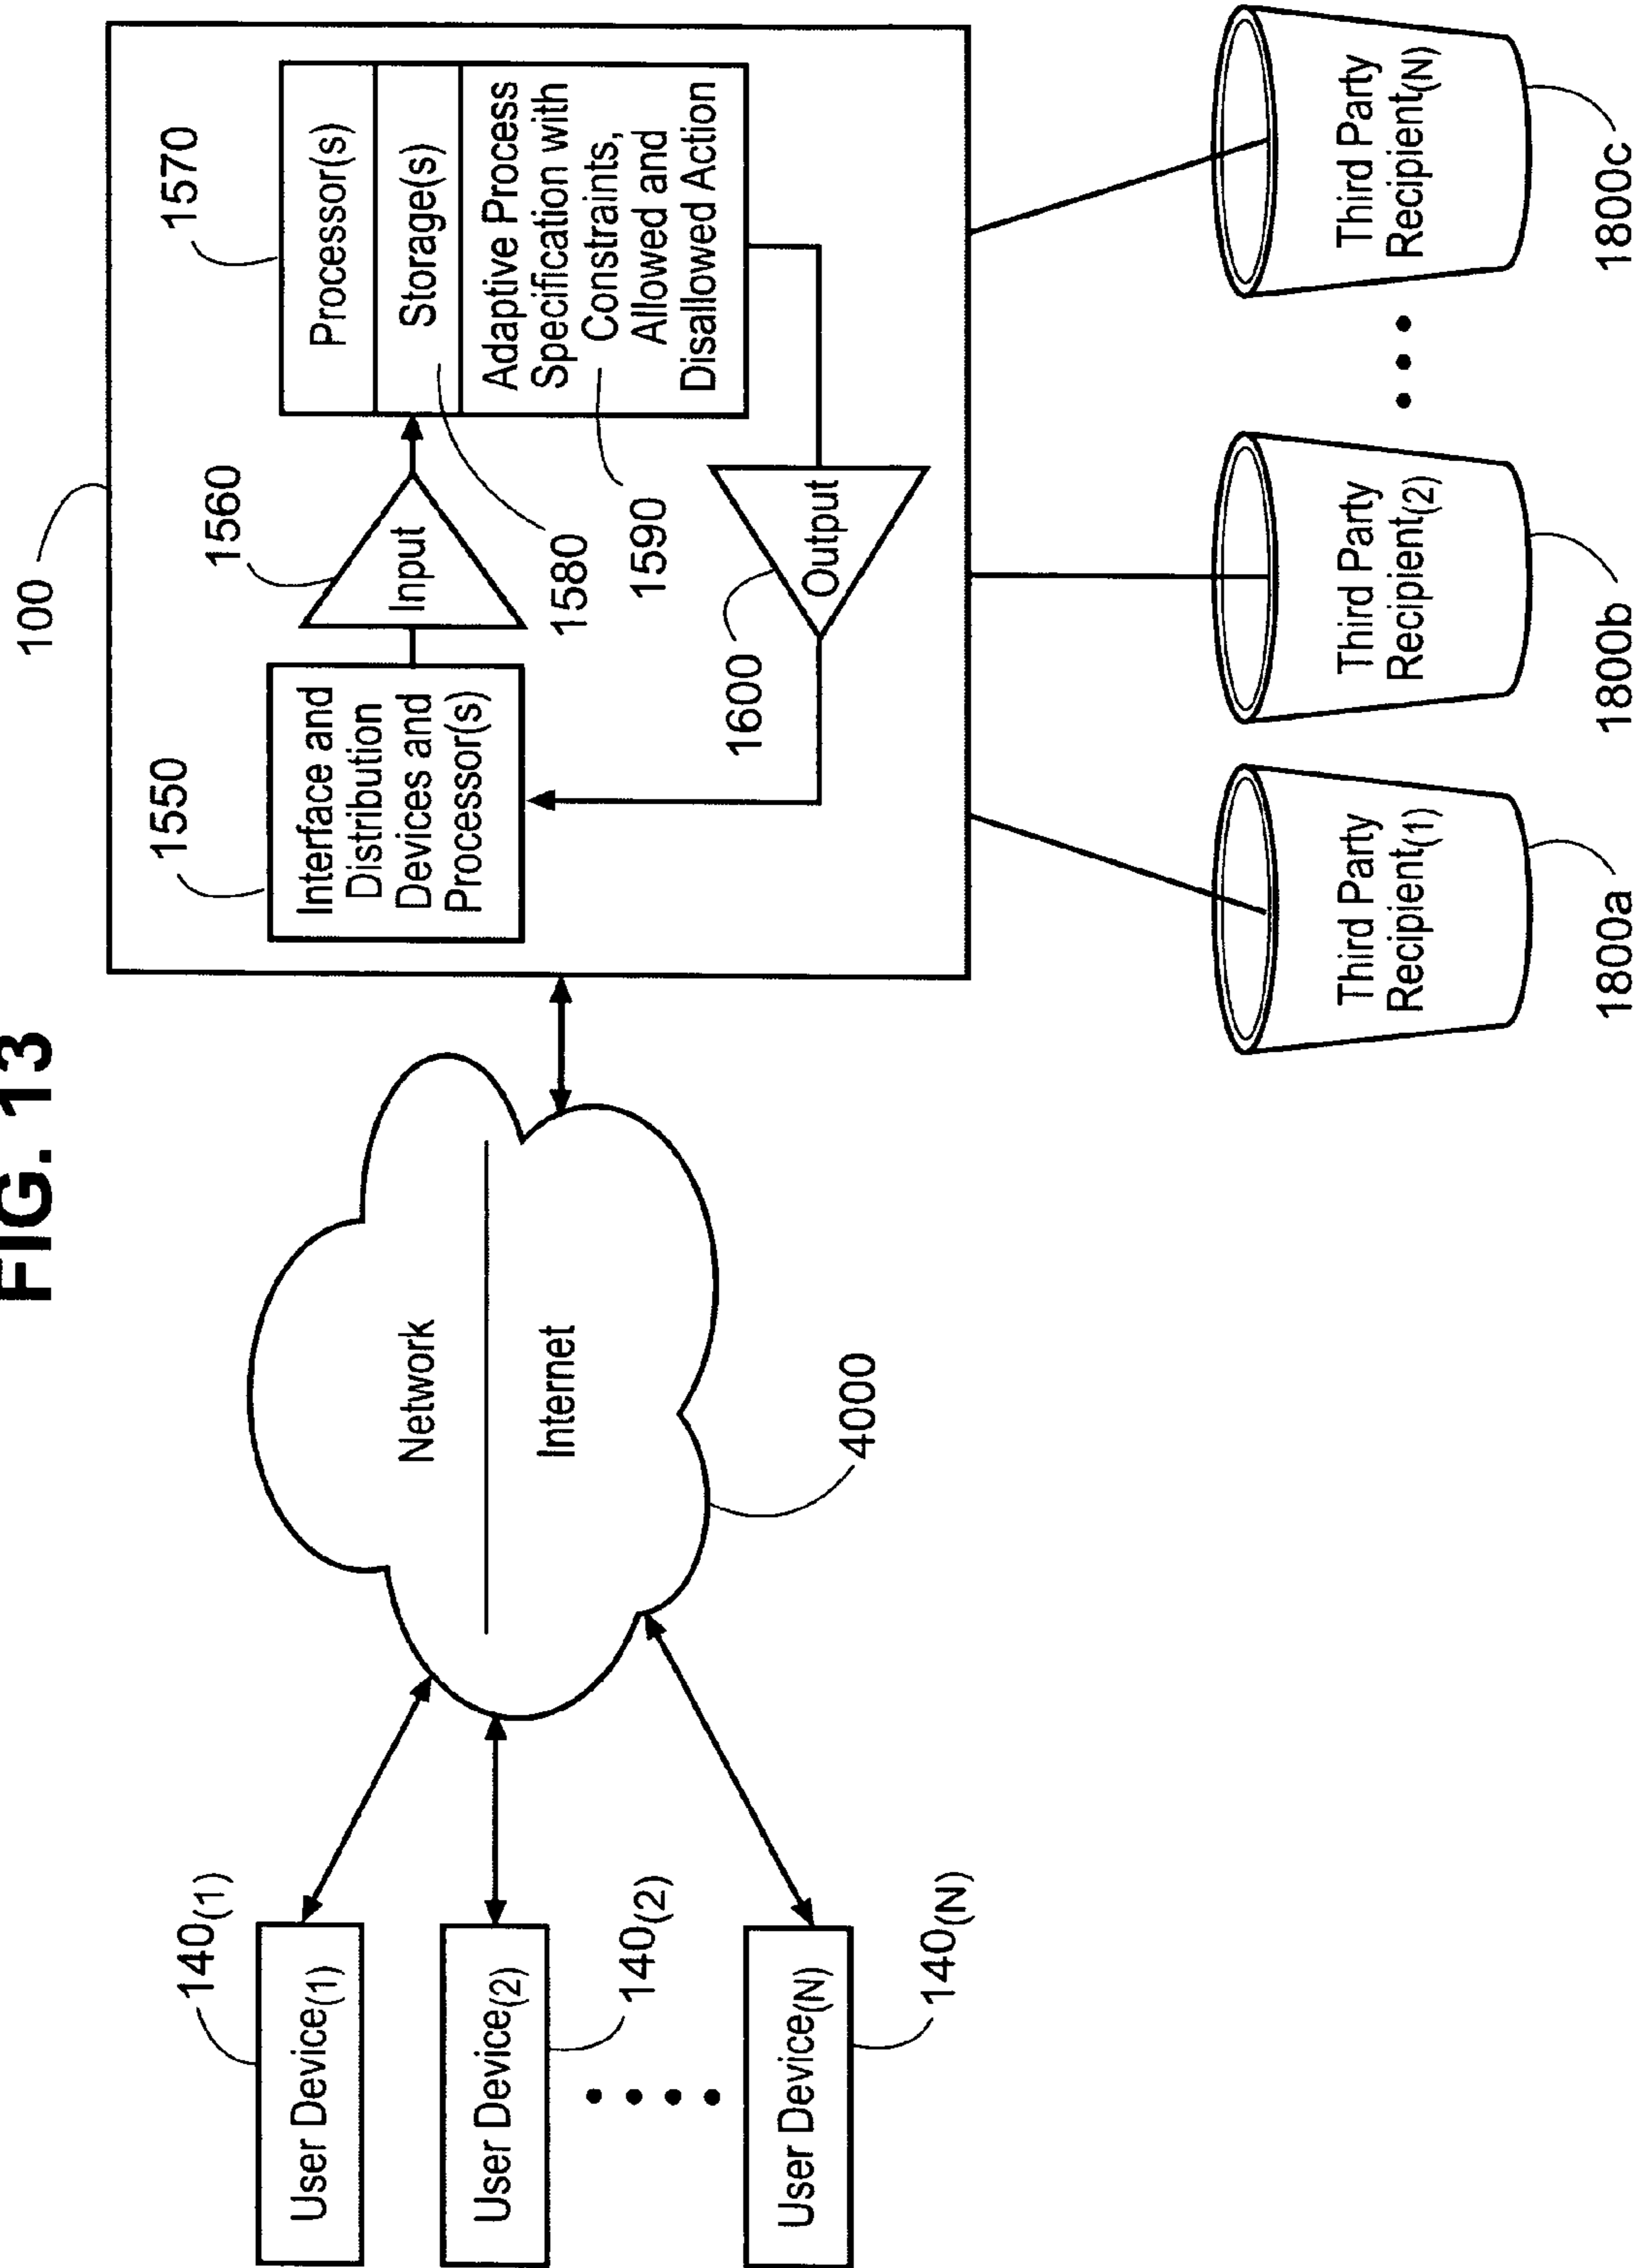 FIG. 13
100
1550
Interface and
Distribution
Devices and
Processor(s)
1560
Input
1570
Processor(s)
Storage(s)
Adaptive Process
Specification with
Constraints,
Allowed and
Disallowed Action
1580
1590
1600
Output
140(1)
User Device(1)
User Device(2)
140(2)
User Device(N)
140(N)
Network
Internet
4000
Third Party
Recipient(1)
1800a
Third Party
Recipient(2)
1800b
Third Party
Recipient(N)
1800c